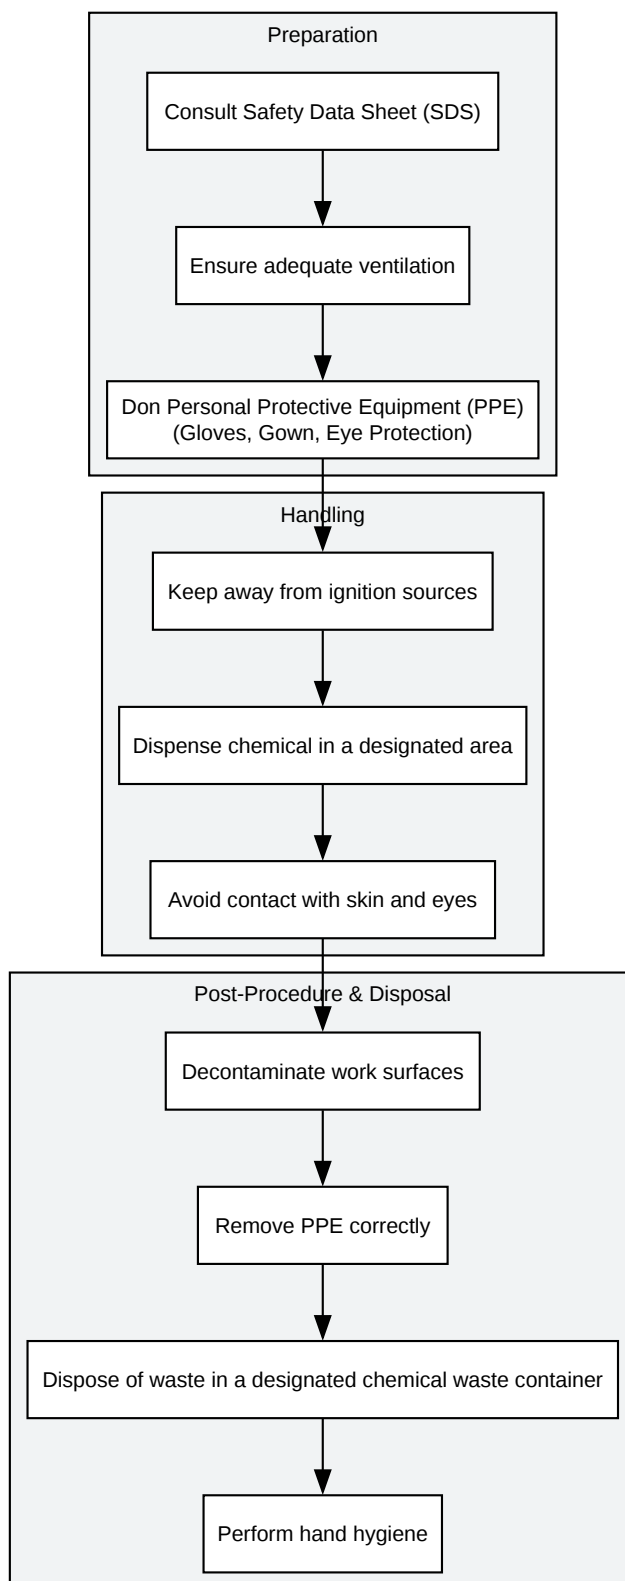 Preparation
Consult Safety Data Sheet (SDS)
Ensure adequate ventilation
Don Personal Protective Equipment (PPE)
(Gloves, Gown, Eye Protection)
Handling
Keep away from ignition sources
Dispense chemical in a designated area
Avoid contact with skin and eyes
Post-Procedure & Disposal
Decontaminate work surfaces
Remove PPE correctly
Dispose of waste in a designated chemical waste container
Perform hand hygiene